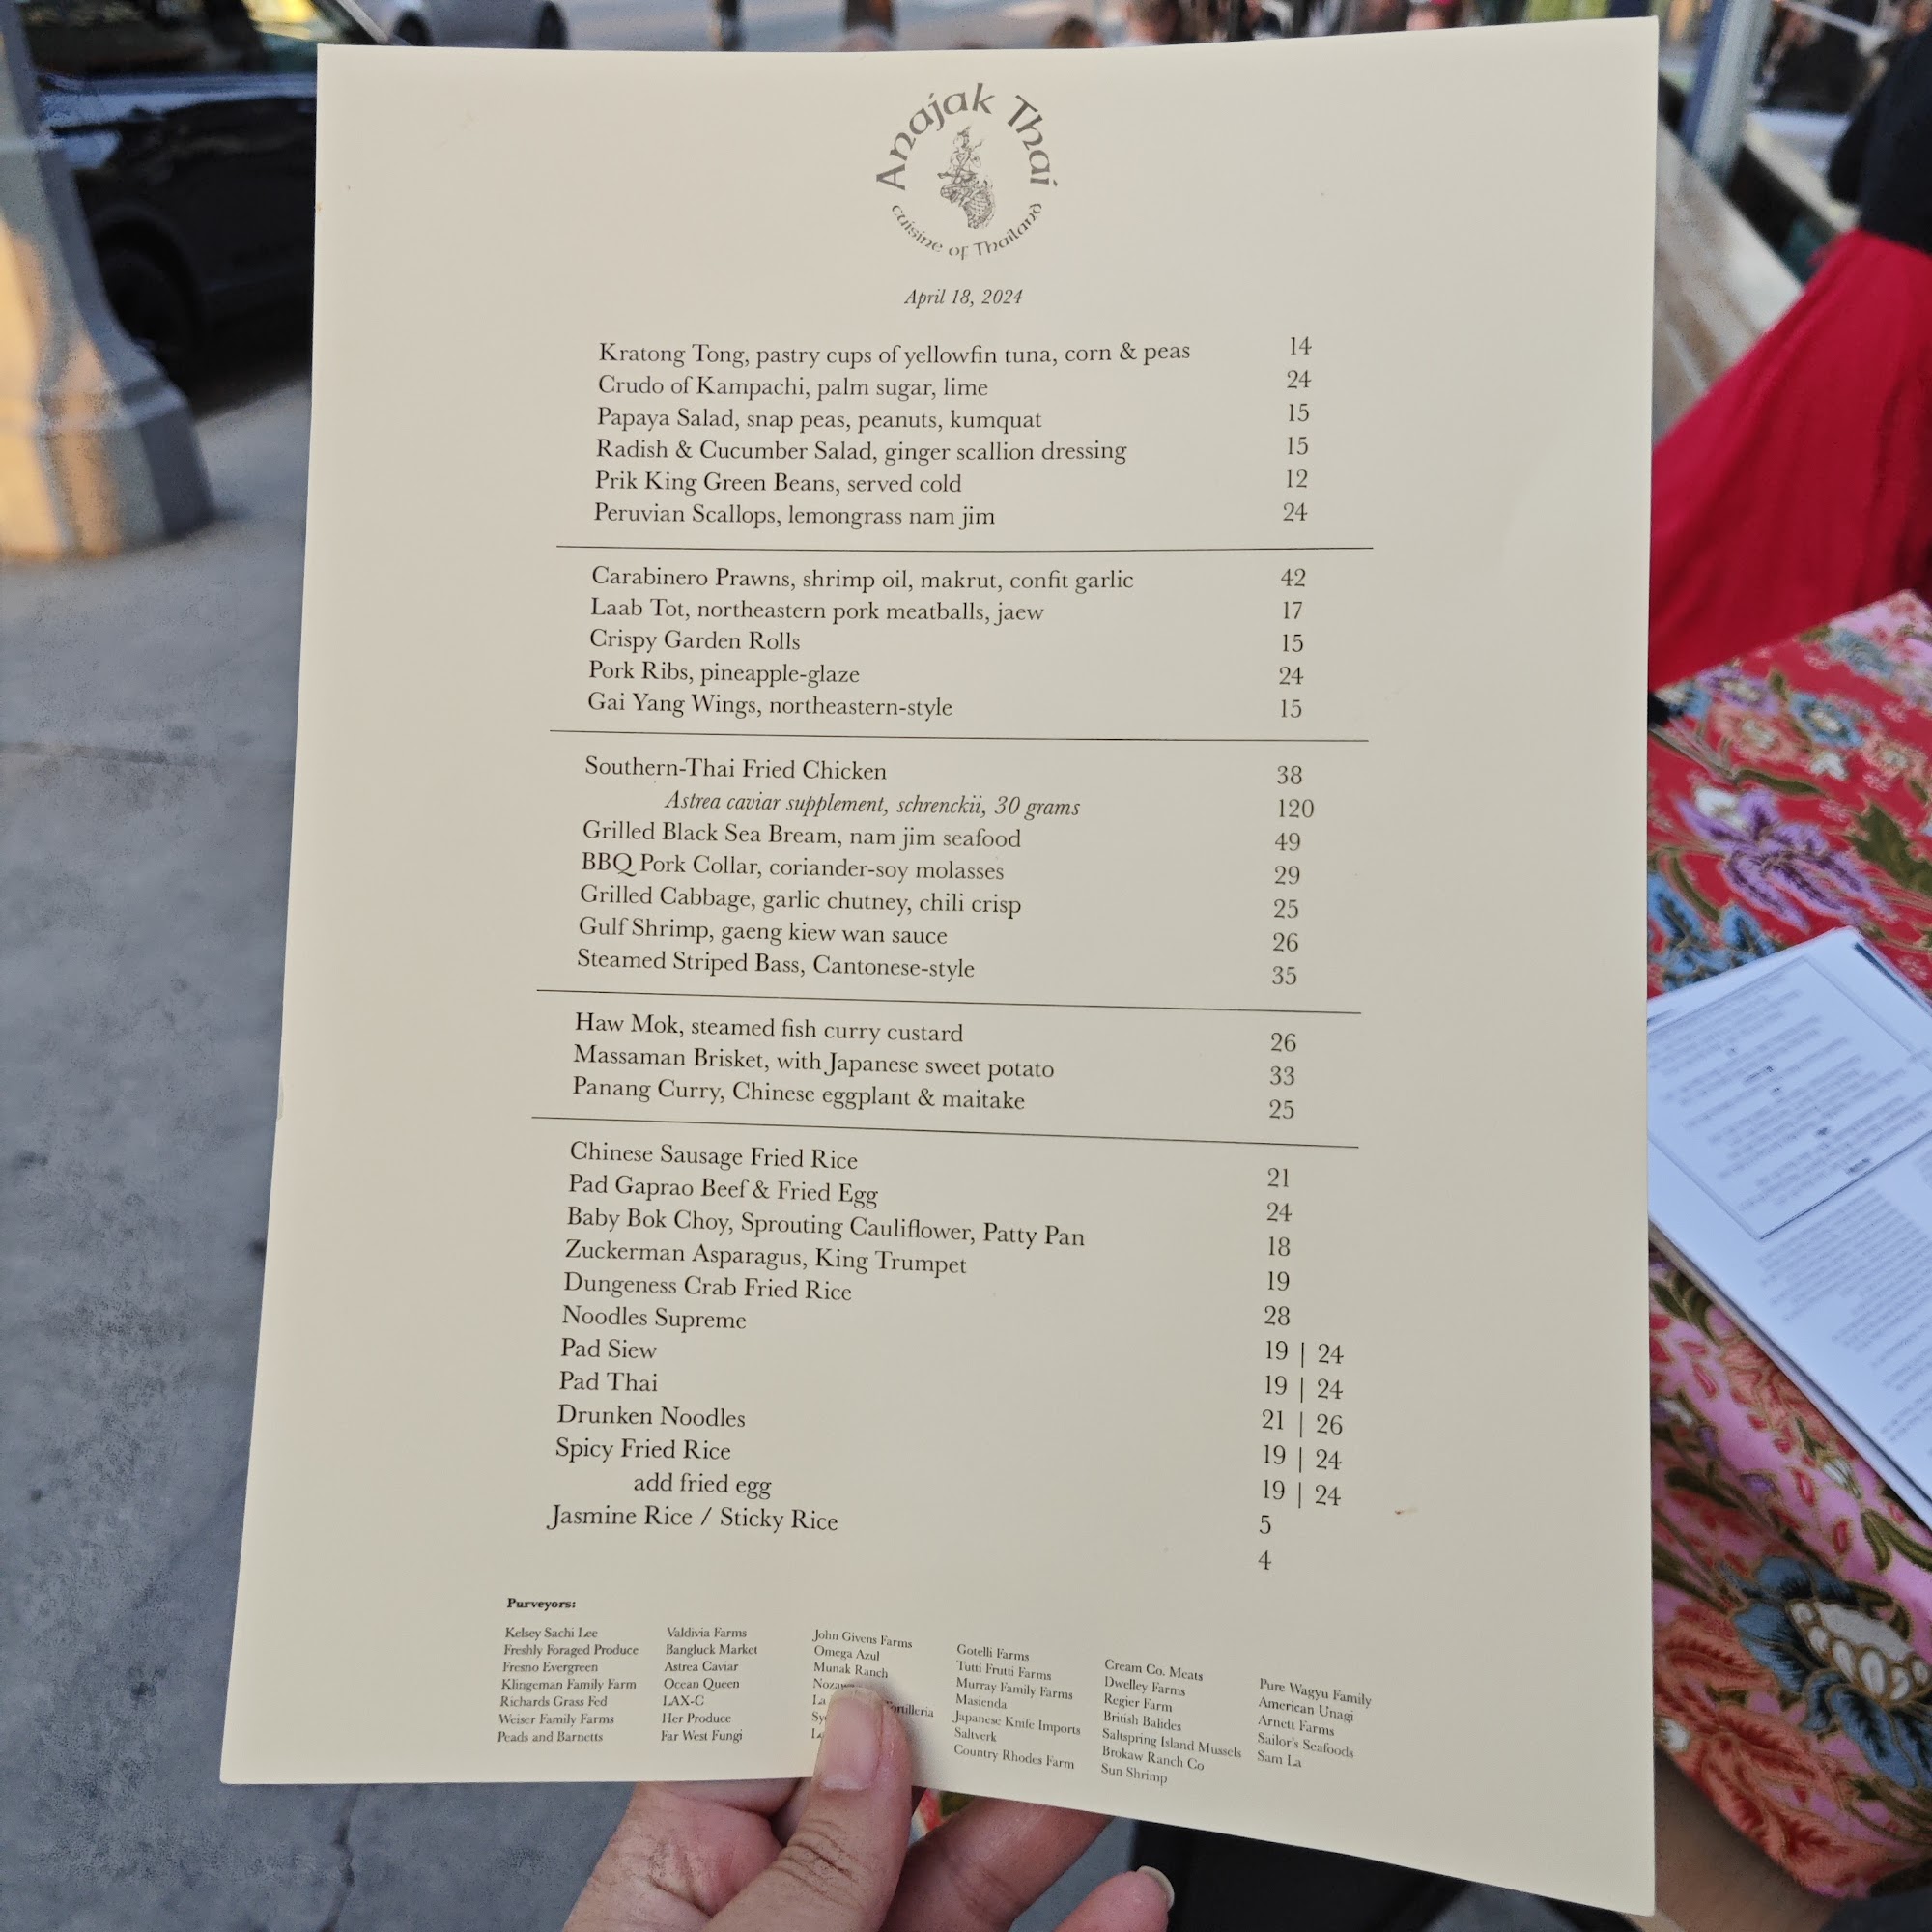 Anajak Thai
cuisine of Thailand
April 18, 2024
Kratong Tong, pastry cups of yellowfin tuna, corn & peas 14
Crudo of Kampachi, palm sugar, lime 24
Papaya Salad, snap peas, peanuts, kumquat 15
Radish & Cucumber Salad, ginger scallion dressing 15
Prik King Green Beans, served cold 12
Peruvian Scallops, lemongrass nam jim 24
Carabinero Prawns, shrimp oil, makrut, confit garlic 42
Laab Tot, northeastern pork meatballs, jaew 17
Crispy Garden Rolls 15
Pork Ribs, pineapple-glaze 24
Gai Yang Wings, northeastern-style 15
Southern-Thai Fried Chicken 38
Astrea caviar supplement, schrenckii, 30 grams 120
Grilled Black Sea Bream, nam jim seafood 49
BBQ Pork Collar, coriander-soy molasses 29
Grilled Cabbage, garlic chutney, chili crisp 25
Gulf Shrimp, gaeng kiew wan sauce 26
Steamed Striped Bass, Cantonese-style 35
Haw Mok, steamed fish curry custard 26
Massaman Brisket, with Japanese sweet potato 33
Panang Curry, Chinese eggplant & maitake 25
Chinese Sausage Fried Rice 21
Pad Gaprao Beef & Fried Egg 24
Baby Bok Choy, Sprouting Cauliflower, Patty Pan 18
Zuckerman Asparagus, King Trumpet 19
Dungeness Crab Fried Rice 28
Noodles Supreme 19 | 24
Pad Siew 19 | 24
Pad Thai 21 | 26
Drunken Noodles 19 | 24
Spicy Fried Rice 19 | 24
add fried egg 5
Jasmine Rice / Sticky Rice 4
Purveyors:
Kelsey Sachi Lee
Freshly Foraged Produce
Fresno Evergreen
Klingeman Family Farm
Richards Grass Fed
Weiser Family Farms
Peads and Barnetts
Valdivia Farms
Bangluck Market
Astrea Caviar
Ocean Queen
LAX-C
Her Produce
Far West Fungi
John Givens Farms
Omega Azul
Munak Ranch
La
Gotelli Farms
Tutti Frutti Farms
Murray Family Farms
Masienda
Japanese Knife Imports
Saltverk
Country Rhodes Farm
Cream Co. Meats
Dwelley Farms
Regier Farm
British Balides
Saltspring Island Mussels
Brokaw Ranch Co
Sun Shrimp
Pure Wagyu Family
American Unagi
Arnett Farms
Sailor's Seafoods
Sam La